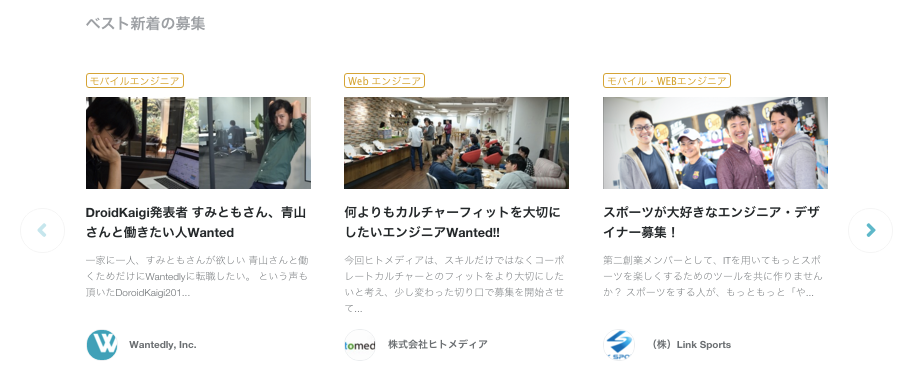 ベスト新着の募集
モバイルエンジニア
DroidKaigi発表者 すみともさん、青山
さんと働きたい人Wanted
一家に一人、すみともさんが欲しい 青山さんと働
くためだけにWantedlyに転職したい。 という声も
頂いたDoroidKaigi201...
Wantedly, Inc.
Web エンジニア
何よりもカルチャーフィットを大切に
したいエンジニアWanted!!
今回ヒトメディアは、スキルだけではなくコーポ
レートカルチャーとのフィットをより大切にした
いと考え、少し変わった切り口で募集を開始させ
て...
tomed
株式会社ヒトメディア
モバイル・WEBエンジニア
スポーツが大好きなエンジニア・デザ
イナー募集！
第二創業メンバーとして、ITを用いてもっとスポ
ーツを楽しくするためのツールを共に作りません
か？ スポーツをする人が、もっともっと「や...
（株）Link Sports